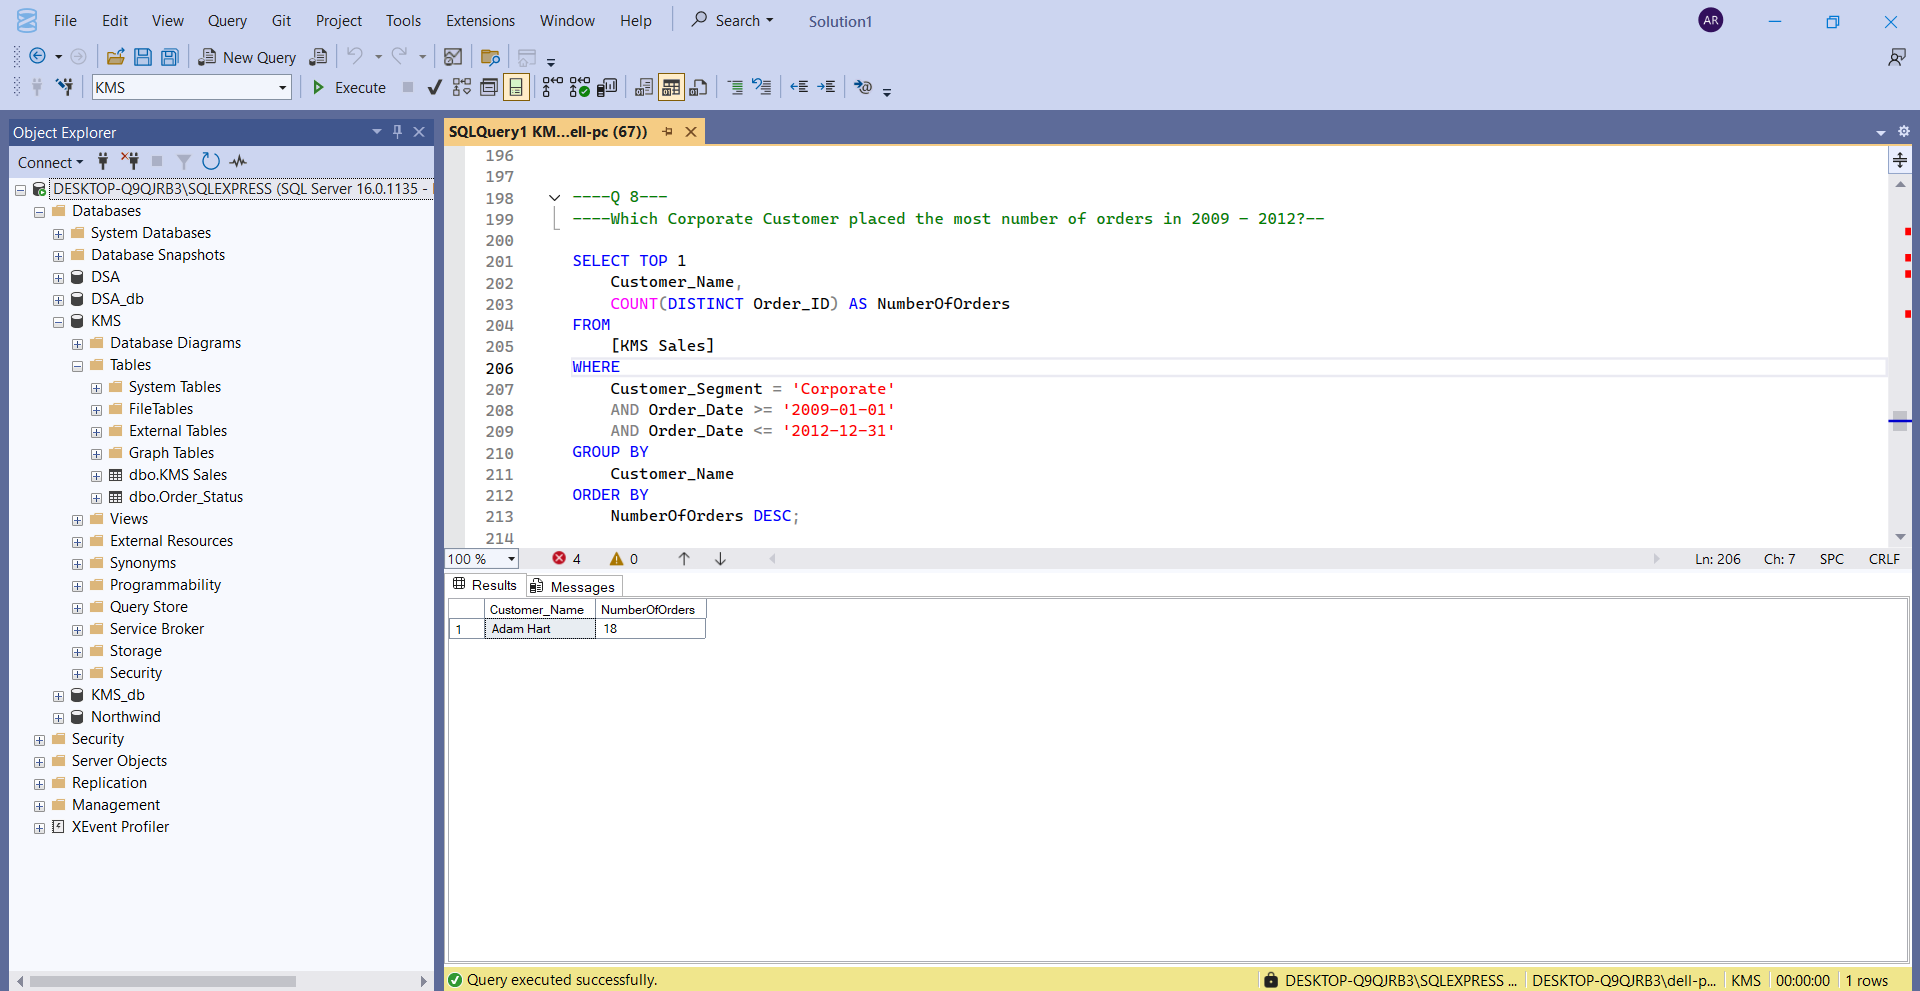 File Edit View Query Git Project Tools Extensions Window Help Search Solution1 AR
New Query
KMS Execute
Object Explorer
Connect
DESKTOP-Q9QJRB3\SQLEXPRESS (SQL Server 16.0.1135 -
Databases
System Databases
Database Snapshots
DSA
DSA_db
KMS
Database Diagrams
Tables
System Tables
FileTables
External Tables
Graph Tables
dbo.KMS Sales
dbo.Order_Status
Views
External Resources
Synonyms
Programmability
Query Store
Service Broker
Storage
Security
KMS_db
Northwind
Security
Server Objects
Replication
Management
XEvent Profiler
SQLQuery1 KM...ell-pc (67))
196
197
198 ----Q 8---
199 ----Which Corporate Customer placed the most number of orders in 2009 – 2012?--
200
201 SELECT TOP 1
202 Customer_Name,
203 COUNT(DISTINCT Order_ID) AS NumberOfOrders
204 FROM
205 [KMS Sales]
206 WHERE
207 Customer_Segment = 'Corporate'
208 AND Order_Date >= '2009-01-01'
209 AND Order_Date <= '2012-12-31'
210 GROUP BY
211 Customer_Name
212 ORDER BY
213 NumberOfOrders DESC;
214
100 % 4 0 Ln: 206 Ch: 7 SPC CRLF
Results Messages
Customer_Name NumberOfOrders
1 Adam Hart 18
Query executed successfully. DESKTOP-Q9QJRB3\SQLEXPRESS ... DESKTOP-Q9QJRB3\dell-p... KMS 00:00:00 1 rows